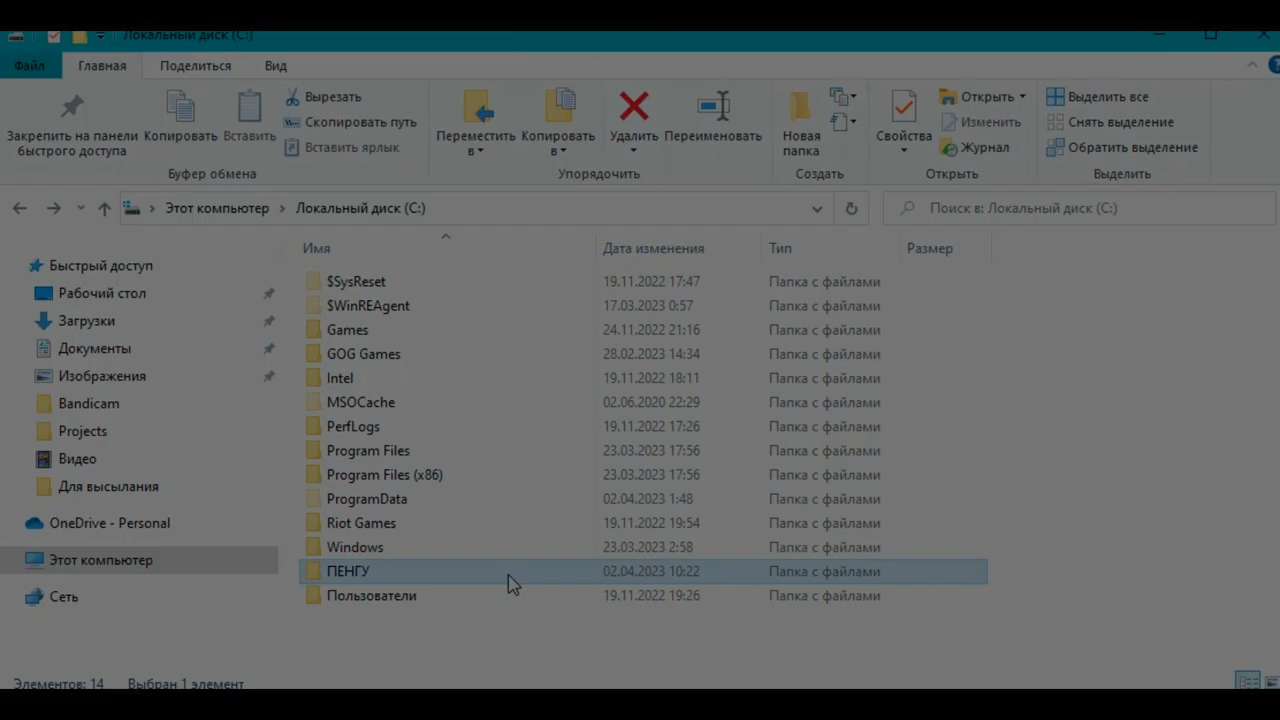 Локальный диск (C:)
Файл Главная Поделиться Вид
Закрепить на панели быстрого доступа
Копировать
Вставить
Вырезать
Скопировать путь
Вставить ярлык
Буфер обмена
Переместить в
Копировать в
Удалить
Переименовать
Упорядочить
Новая папка
Создать
Свойства
Открыть
Изменить
Журнал
Открыть
Выделить все
Снять выделение
Обратить выделение
Выделить
Этот компьютер Локальный диск (C:)
Поиск в: Локальный диск (C:)
Быстрый доступ
Рабочий стол
Загрузки
Документы
Изображения
Bandicam
Projects
Видео
Для высылания
OneDrive - Personal
Этот компьютер
Сеть
Имя Дата изменения Тип Размер
$SysReset 19.11.2022 17:47 Папка с файлами
$WinREAgent 17.03.2023 0:57 Папка с файлами
Games 24.11.2022 21:16 Папка с файлами
GOG Games 28.02.2023 14:34 Папка с файлами
Intel 19.11.2022 18:11 Папка с файлами
MSOCache 02.06.2020 22:29 Папка с файлами
PerfLogs 19.11.2022 17:26 Папка с файлами
Program Files 23.03.2023 17:56 Папка с файлами
Program Files (x86) 23.03.2023 17:56 Папка с файлами
ProgramData 02.04.2023 1:48 Папка с файлами
Riot Games 19.11.2022 19:54 Папка с файлами
Windows 23.03.2023 2:58 Папка с файлами
ПЕНГУ 02.04.2023 10:22 Папка с файлами
Пользователи 19.11.2022 19:26 Папка с файлами
Элементов: 14 Выбран 1 элемент